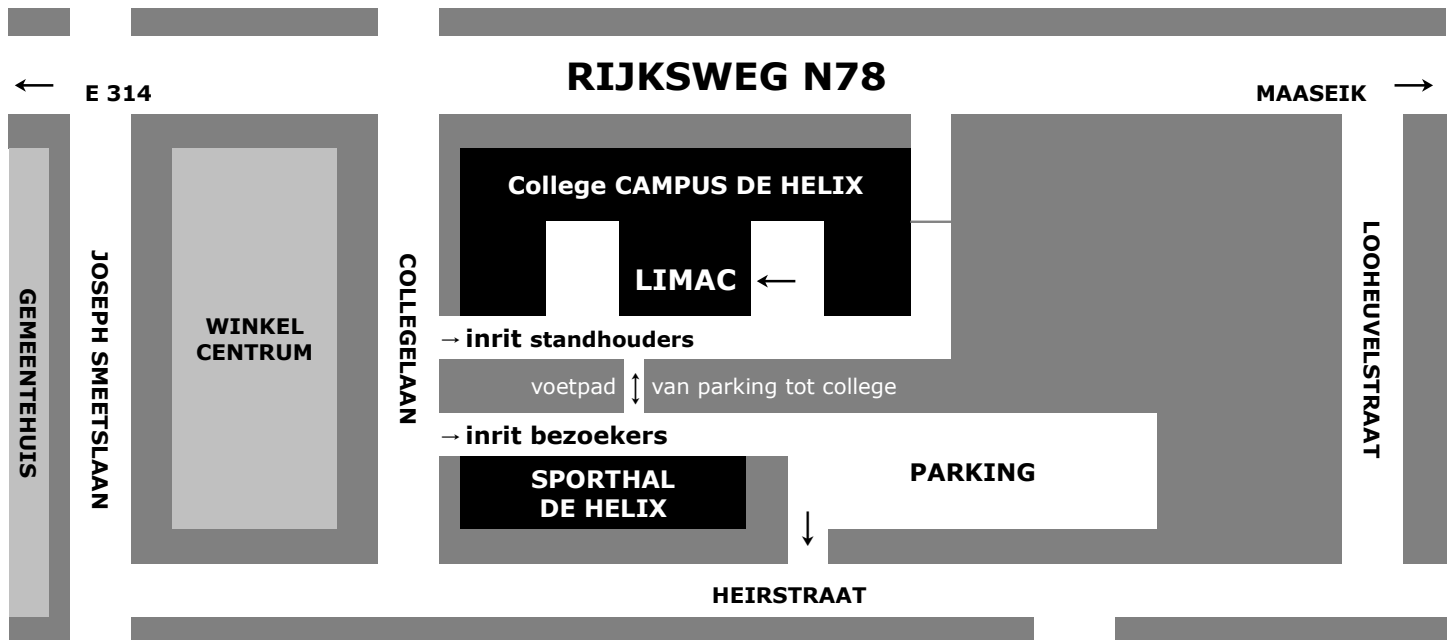 RIJKSWEG N78
← E 314
MAASEIK →
College CAMPUS DE HELIX
LIMAC ←
GEMEENTEHUIS
JOSEPH SMEETSLAAN
WINKEL
CENTRUM
COLLEGELAAN
LOOHEUVELSTRAAT
→ inrit standhouders
voetpad ↕ van parking tot college
→ inrit bezoekers
SPORTHAL
DE HELIX
PARKING
↓
HEIRSTRAAT